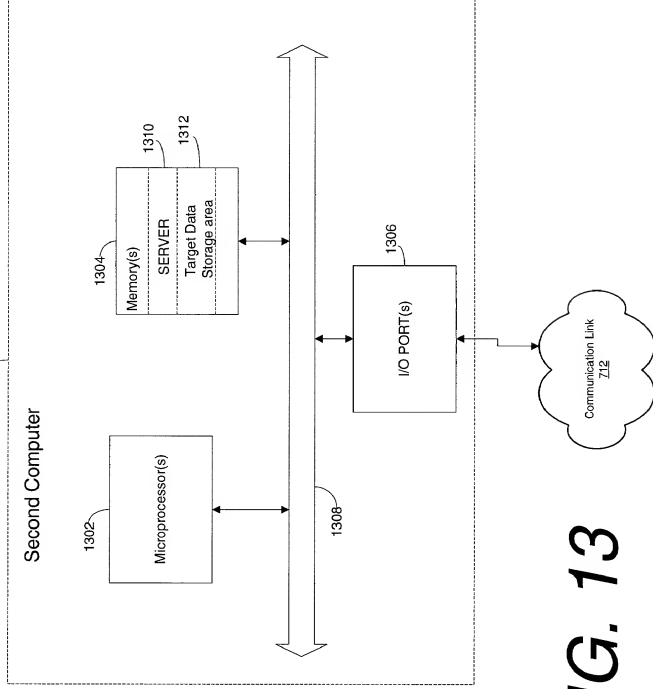 Second Computer
1302
Microprocessor(s)
1304
Memory(s)
SERVER
1310
Target Data
Storage area
1312
1308
1306
I/O PORT(s)
Communication Link
712
IG. 13